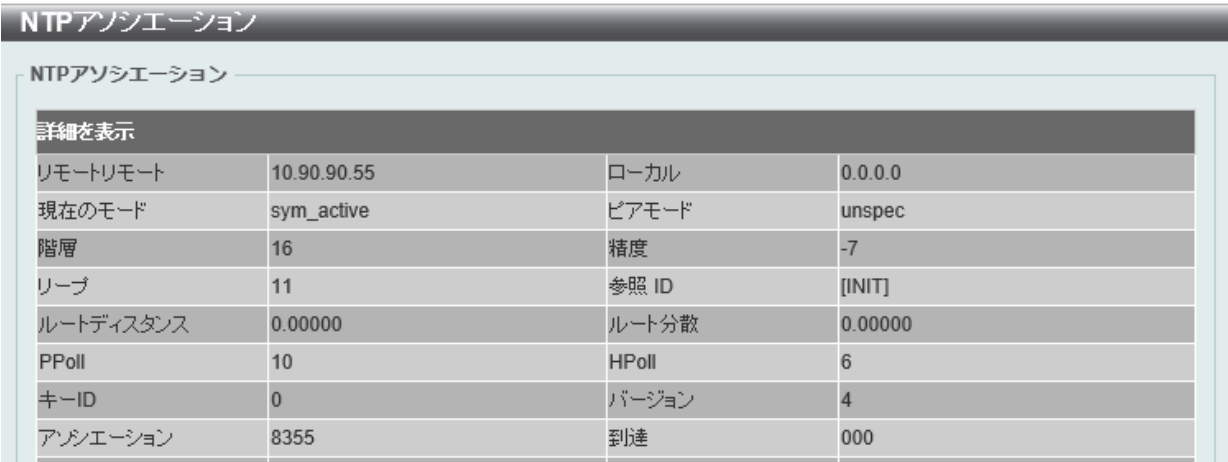 NTPアソシエーション
NTPアソシエーション
詳細を表示
リモートリモート 10.90.90.55 ローカル 0.0.0.0
現在のモード sym_active ピアモード unspec
階層 16 精度 -7
リープ 11 参照 ID [INIT]
ルートディスタンス 0.00000 ルート分散 0.00000
PPoll 10 HPoll 6
キーID 0 バージョン 4
アソシエーション 8355 到達 000